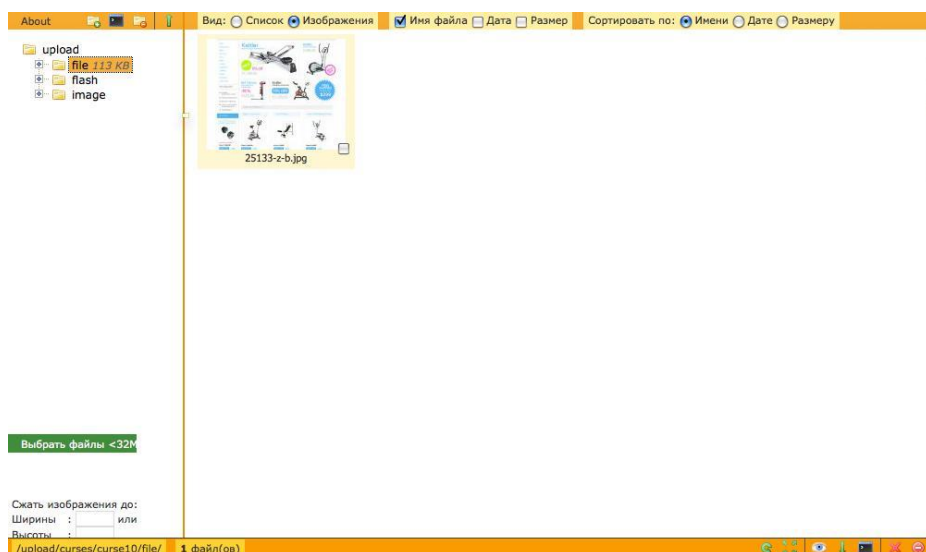 About
Вид: Список Изображения Имя файла Дата Размер Сортировать по: Имени Дате Размеру
upload
file 113 KB
flash
image
25133-z-b.jpg
Выбрать файлы <32M
Сжать изображения до:
Ширины : или
Высоты :
/upload/curses/curse10/file/ 1 файл(ов)